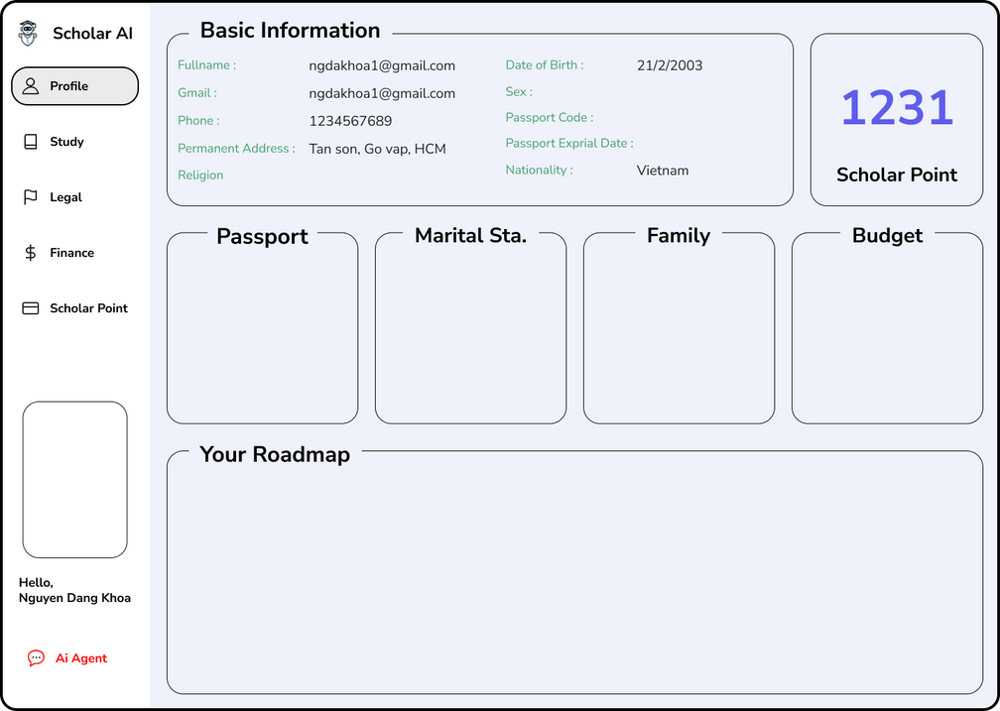 Scholar AI
Profile
Study
Legal
Finance
Scholar Point
Hello,
Nguyen Dang Khoa
Ai Agent
Basic Information
Fullname : ngdakhoa1@gmail.com
Gmail : ngdakhoa1@gmail.com
Phone : 1234567689
Permanent Address : Tan son, Go vap, HCM
Religion
Date of Birth : 21/2/2003
Sex :
Passport Code :
Passport Exprial Date :
Nationality : Vietnam
1231
Scholar Point
Passport
Marital Sta.
Family
Budget
Your Roadmap